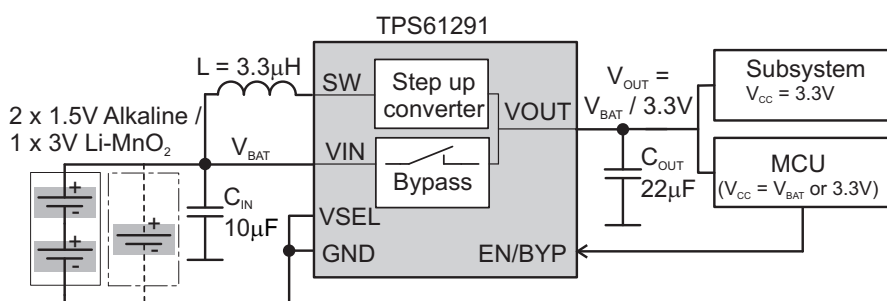 TPS61291
L = 3.3μH
SW
Step up
converter
VOUT
V_OUT =
V_BAT / 3.3V
Subsystem
V_CC = 3.3V
2 x 1.5V Alkaline /
1 x 3V Li-MnO₂
V_BAT
VIN
Bypass
C_IN
10μF
C_OUT
22μF
MCU
(V_CC = V_BAT or 3.3V)
VSEL
GND
EN/BYP
+
-
+
-
+
-